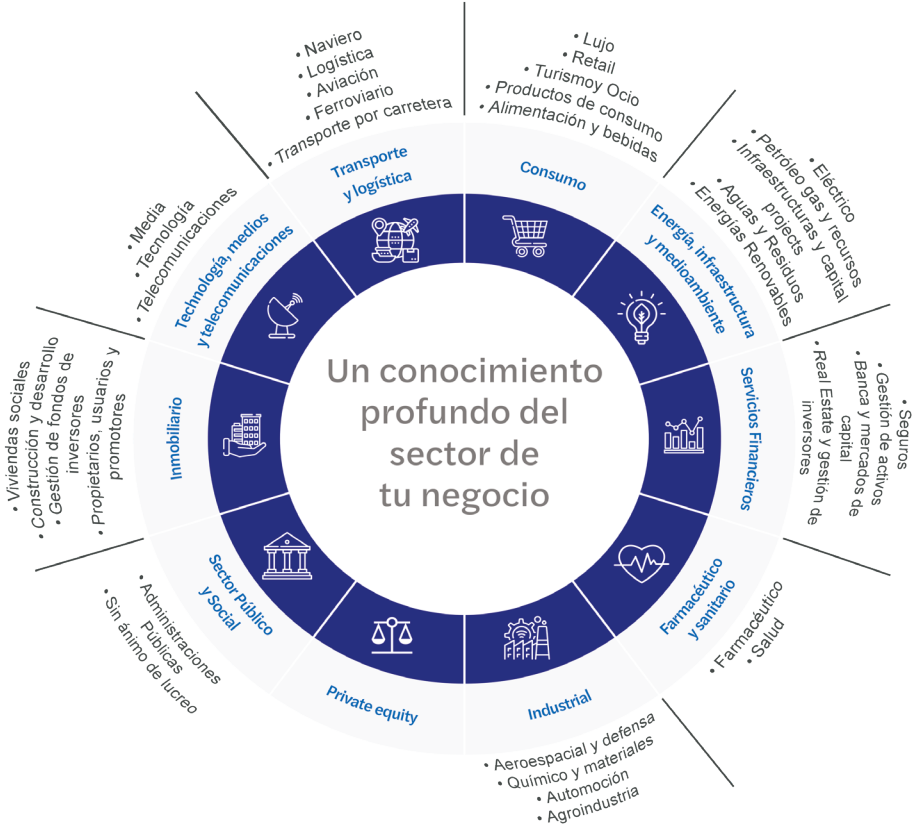 Un conocimiento
profundo del
sector de
tu negocio
Consumo
• Lujo
• Retail
• Turismoy Ocio
• Productos de consumo
• Alimentación y bebidas
Energía, infraestructura
y medioambiente
• Eléctrico
• Petróleo gas y recursos
• Infraestructuras y capital
projects
• Aguas y Residuos
• Energías Renovables
Servicios Financieros
• Seguros
• Gestión de activos
• Banca y mercados de
capital
• Real Estate y gestión de
inversores
Farmacéutico
y sanitario
• Farmacéutico
• Salud
Industrial
• Aeroespacial y defensa
• Químico y materiales
• Automoción
• Agroindustria
Private equity
Sector Público
y Social
• Administraciones
Públicas
• Sin ánimo de lucreo
Inmobiliario
• Viviendas sociales
• Construcción y desarrollo
• Gestión de fondos de
inversores
• Propietarios, usuarios y
promotores
Technología, medios
y telecomunicaciones
• Media
• Tecnología
• Telecomunicaciones
Transporte
y logística
• Naviero
• Logística
• Aviación
• Ferroviario
• Transporte por carretera